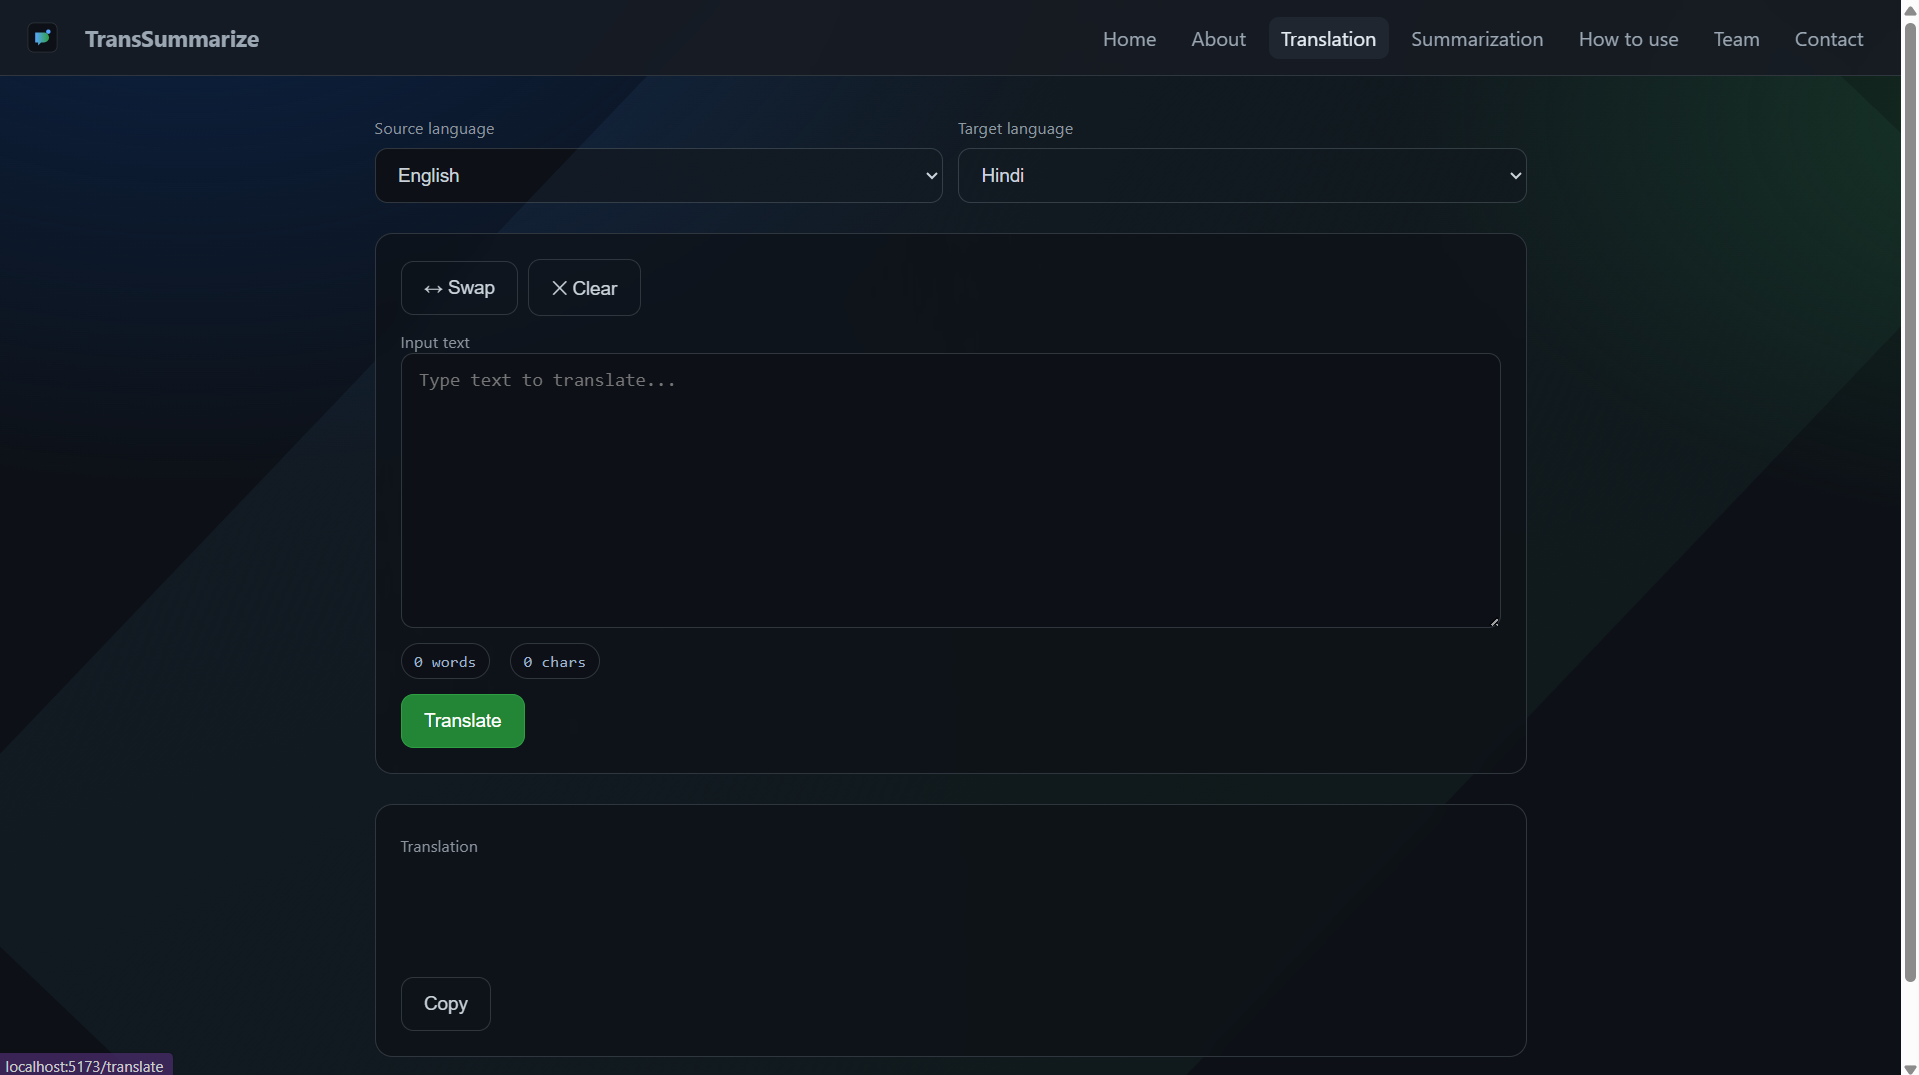 TransSummarize
Home About Translation Summarization How to use Team Contact
Source language Target language
English Hindi
↔ Swap ✕ Clear
Input text
Type text to translate...
0 words 0 chars
Translate
Translation
Copy
localhost:5173/translate